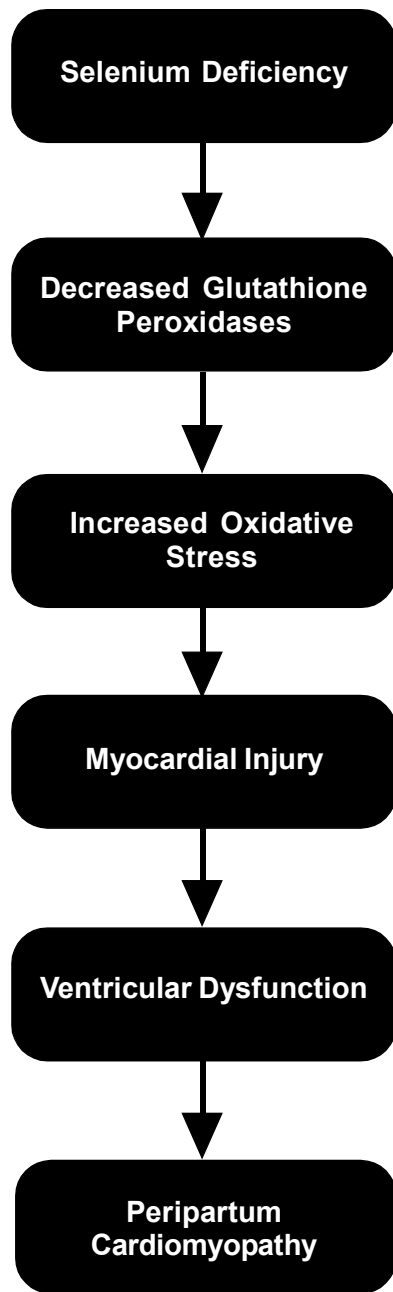 Selenium Deficiency
Decreased Glutathione
Peroxidases
Increased Oxidative
Stress
Myocardial Injury
Ventricular Dysfunction
Peripartum
Cardiomyopathy